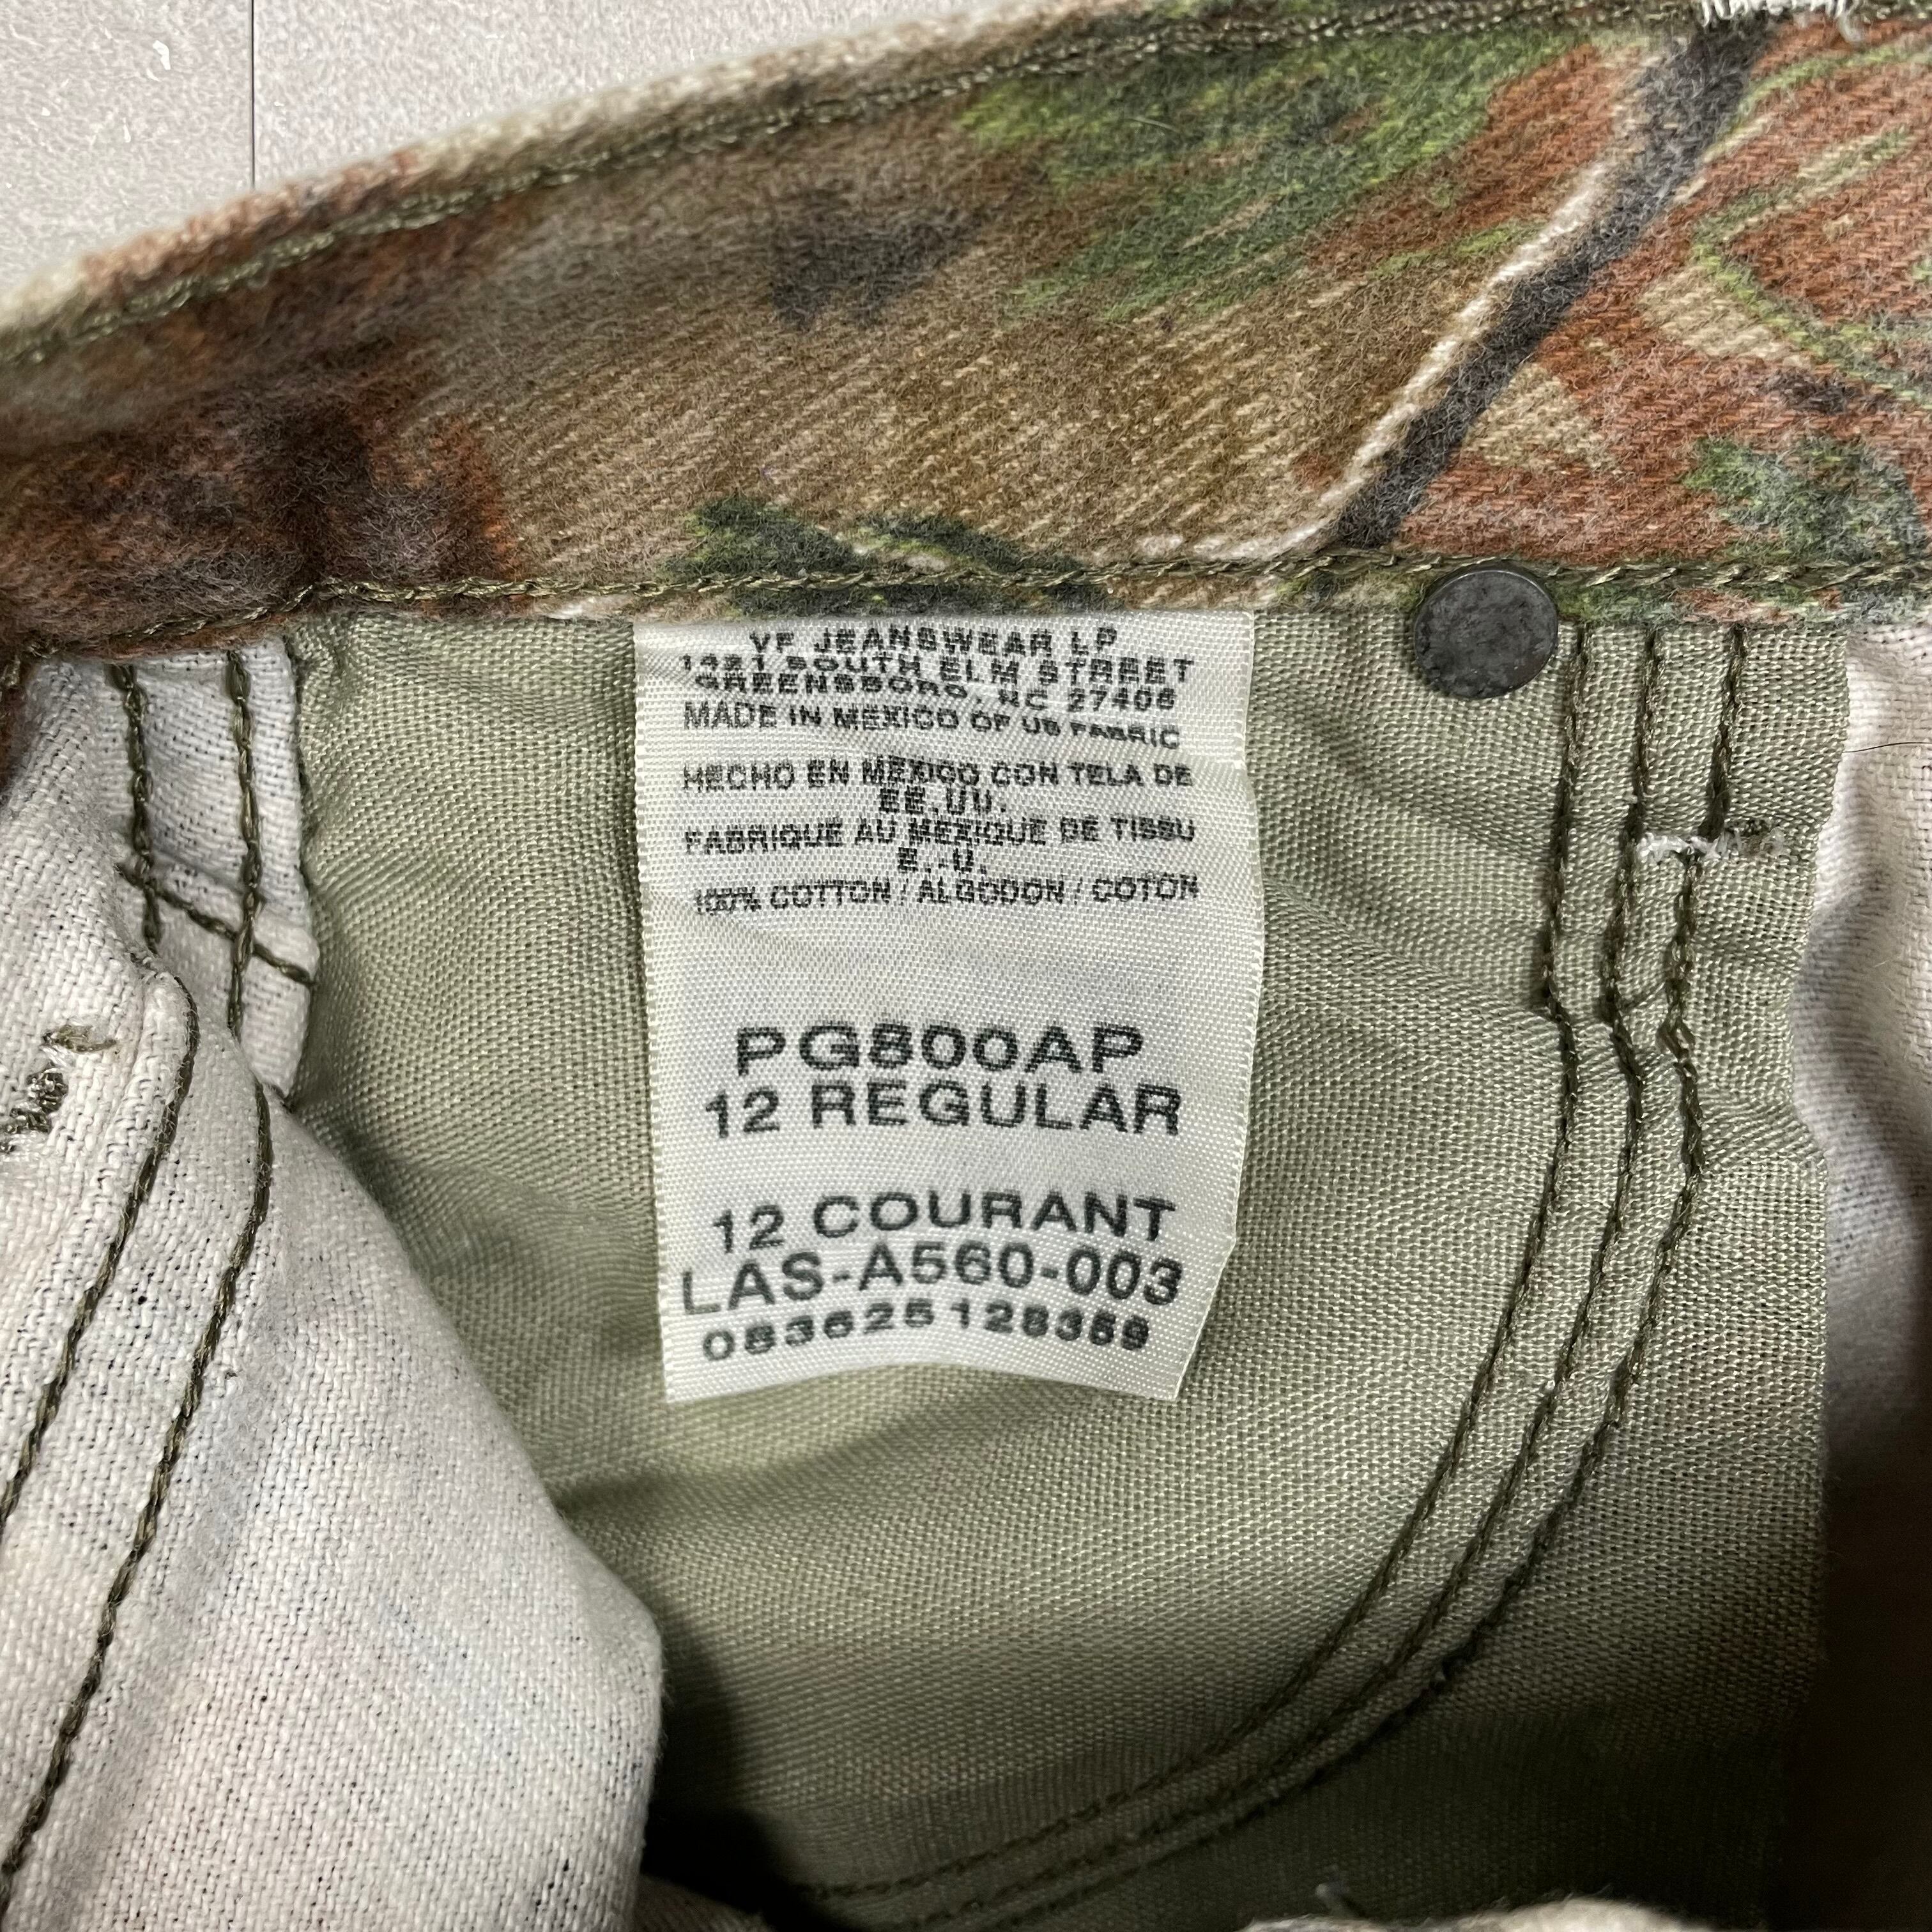 VF JEANSWEAR LP
1421 SOUTH ELM STREET
GREENSBORO, NC 27406
MADE IN MEXICO OF US FABRIC
HECHO EN MEXICO CON TELA DE
EE.UU.
FABRIQUE AU MEXIQUE DE TISSU
E.-U.
100% COTTON / ALGODON / COTON
PG800AP
12 REGULAR
12 COURANT
LAS-A560-003
083625128369